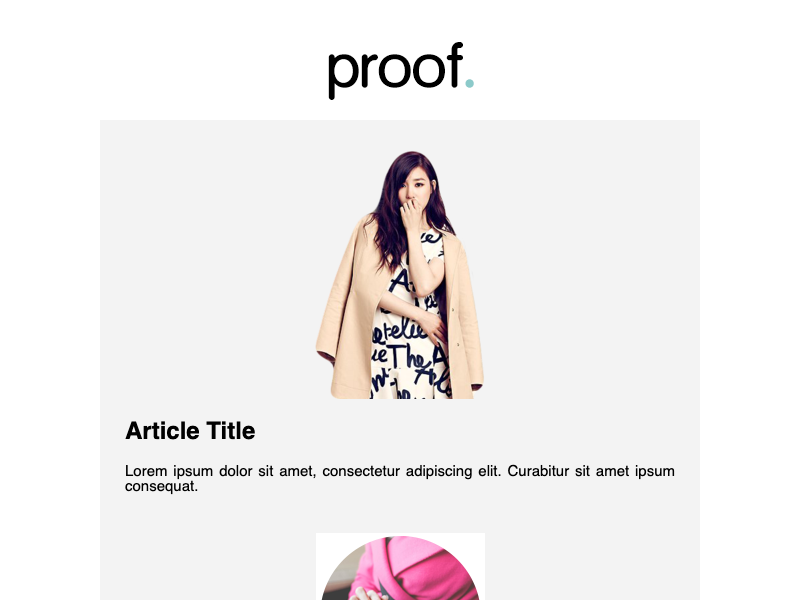 proof.
Article Title
Lorem ipsum dolor sit amet, consectetur adipiscing elit. Curabitur sit amet ipsum
consequat.